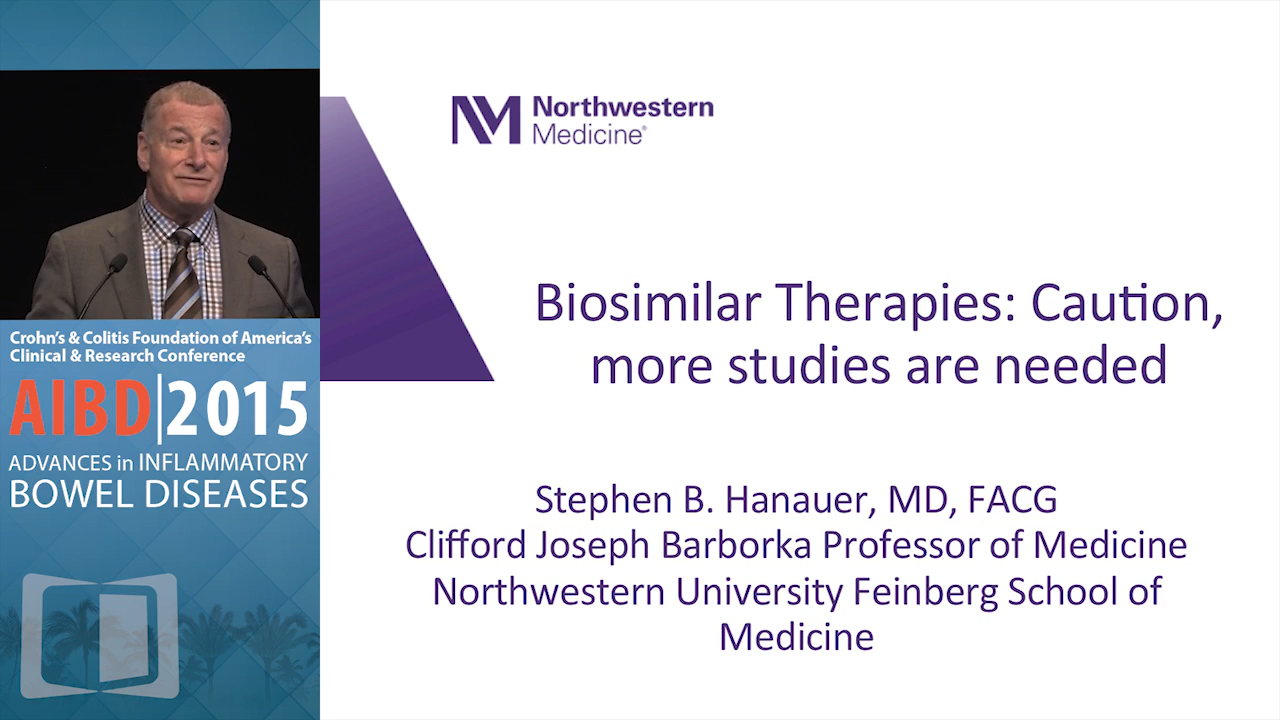 Northwestern
Medicine®
Biosimilar Therapies: Caution,
more studies are needed
Stephen B. Hanauer, MD, FACG
Clifford Joseph Barborka Professor of Medicine
Northwestern University Feinberg School of
Medicine
Crohn's & Colitis Foundation of America's
Clinical & Research Conference
AIBD|2015
ADVANCES in INFLAMMATORY
BOWEL DISEASES